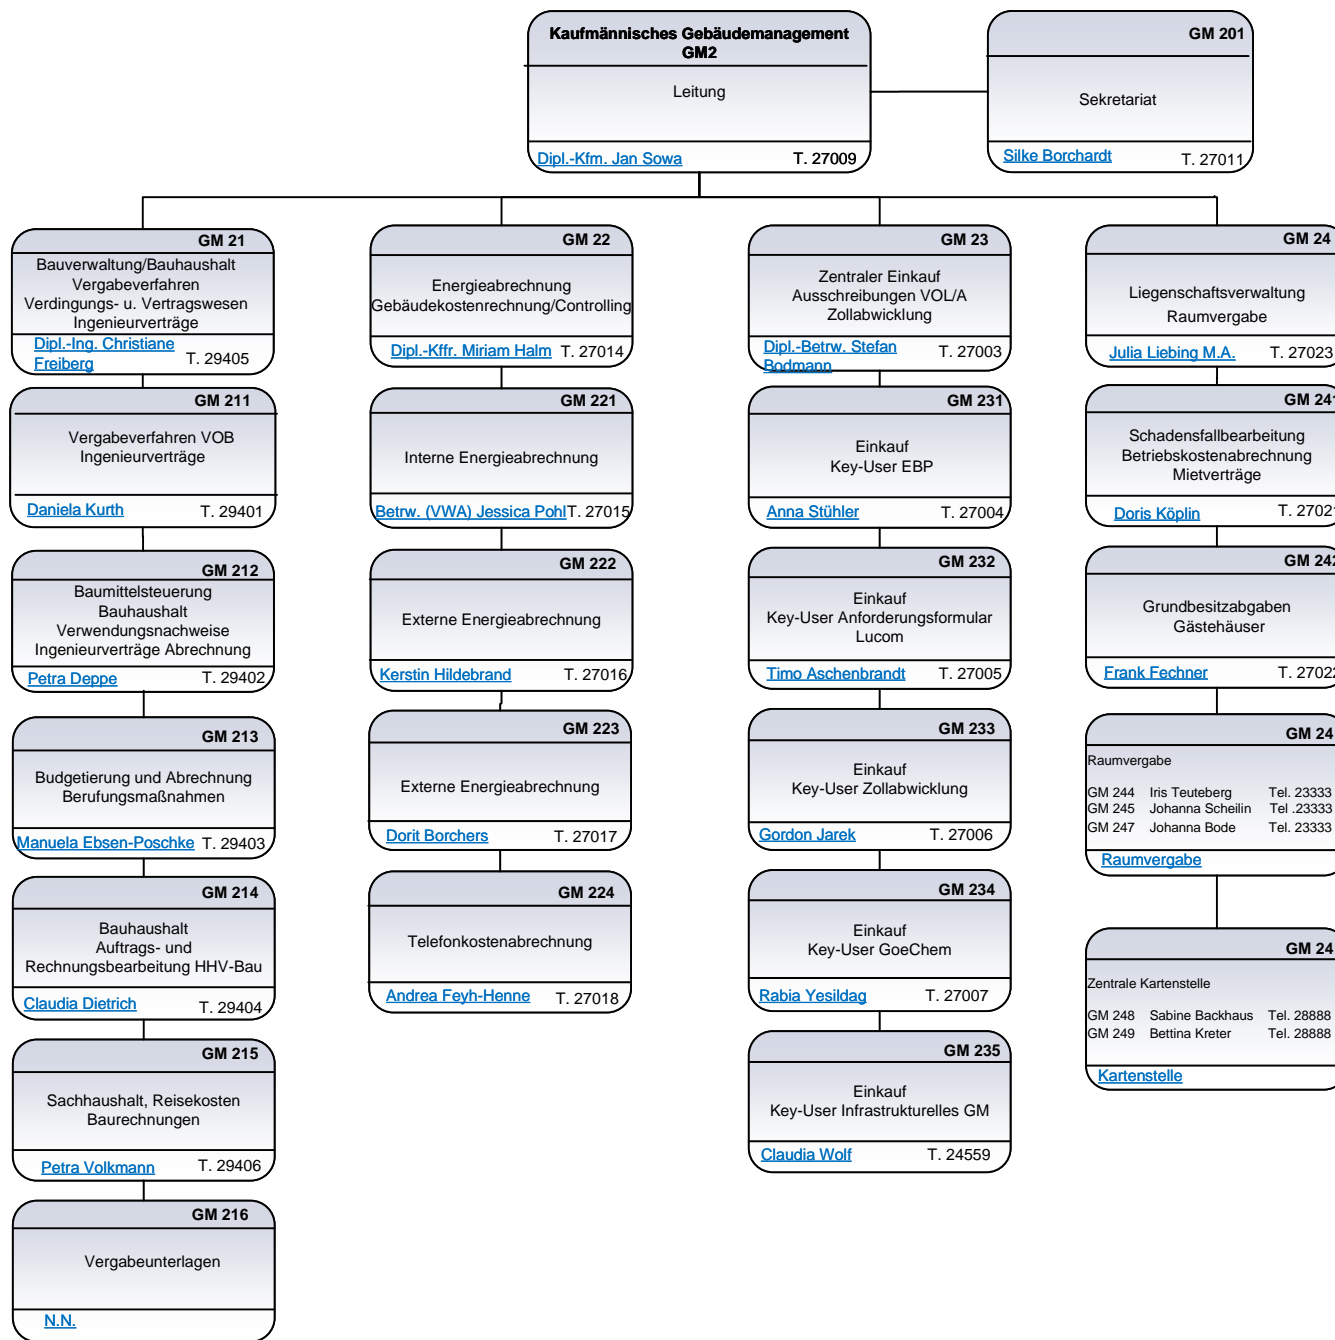 Kaufmännisches Gebäudemanagement
GM2
Leitung
Dipl.-Kfm. Jan Sowa T. 27009
GM 201
Sekretariat
Silke Borchardt T. 27011
GM 21
Bauverwaltung/Bauhaushalt
Vergabeverfahren
Verdingungs- u. Vertragswesen
Ingenieurverträge
Dipl.-Ing. Christiane
Freiberg T. 29405
GM 211
Vergabeverfahren VOB
Ingenieurverträge
Daniela Kurth T. 29401
GM 212
Baumittelsteuerung
Bauhaushalt
Verwendungsnachweise
Ingenieurverträge Abrechnung
Petra Deppe T. 29402
GM 213
Budgetierung und Abrechnung
Berufungsmaßnahmen
Manuela Ebsen-Poschke T. 29403
GM 214
Bauhaushalt
Auftrags- und
Rechnungsbearbeitung HHV-Bau
Claudia Dietrich T. 29404
GM 215
Sachhaushalt, Reisekosten
Baurechnungen
Petra Volkmann T. 29406
GM 216
Vergabeunterlagen
N.N.
GM 22
Energieabrechnung
Gebäudekostenrechnung/Controlling
Dipl.-Kffr. Miriam Halm T. 27014
GM 221
Interne Energieabrechnung
Betrw. (VWA) Jessica Pohl T. 27015
GM 222
Externe Energieabrechnung
Kerstin Hildebrand T. 27016
GM 223
Externe Energieabrechnung
Dorit Borchers T. 27017
GM 224
Telefonkostenabrechnung
Andrea Feyh-Henne T. 27018
GM 23
Zentraler Einkauf
Ausschreibungen VOL/A
Zollabwicklung
Dipl.-Betrw. Stefan
Bodmann T. 27003
GM 231
Einkauf
Key-User EBP
Anna Stühler T. 27004
GM 232
Einkauf
Key-User Anforderungsformular
Lucom
Timo Aschenbrandt T. 27005
GM 233
Einkauf
Key-User Zollabwicklung
Gordon Jarek T. 27006
GM 234
Einkauf
Key-User GoeChem
Rabia Yesildag T. 27007
GM 235
Einkauf
Key-User Infrastrukturelles GM
Claudia Wolf T. 24559
GM 24
Liegenschaftsverwaltung
Raumvergabe
Julia Liebing M.A. T. 27023
GM 241
Schadensfallbearbeitung
Betriebskostenabrechnung
Mietverträge
Doris Köplin T. 27021
GM 242
Grundbesitzabgaben
Gästehäuser
Frank Fechner T. 27022
GM 24
Raumvergabe
GM 244 Iris Teuteberg Tel. 23333
GM 245 Johanna Scheilin Tel .23333
GM 247 Johanna Bode Tel. 23333
Raumvergabe
GM 24
Zentrale Kartenstelle
GM 248 Sabine Backhaus Tel. 28888
GM 249 Bettina Kreter Tel. 28888
Kartenstelle